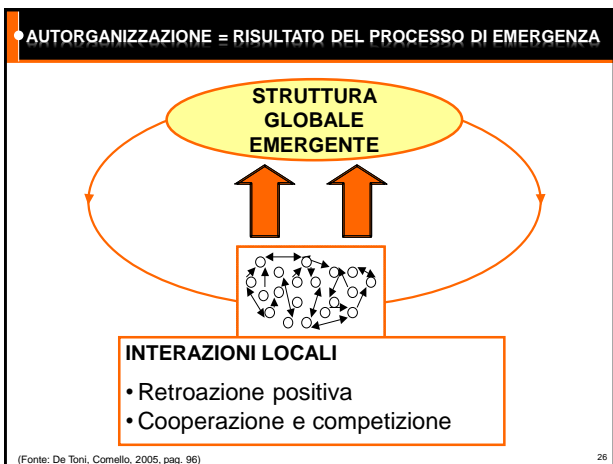 AUTORGANIZZAZIONE = RISULTATO DEL PROCESSO DI EMERGENZA
STRUTTURA
GLOBALE
EMERGENTE
INTERAZIONI LOCALI
• Retroazione positiva
• Cooperazione e competizione
(Fonte: De Toni, Comello, 2005, pag. 96)
26